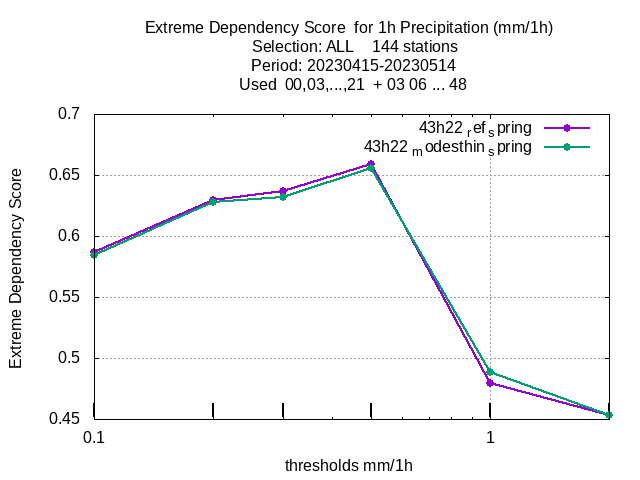 Extreme Dependency Score  for 1h Precipitation (mm/1h)
Selection: ALL    144 stations
Period: 20230415-20230514
Used  00,03,...,21  + 03 06 ... 48
43h22 ref spring
43h22 modesthin spring
0.7
0.65
0.6
0.55
0.5
0.45
0.1
1
Extreme Dependency Score
thresholds mm/1h